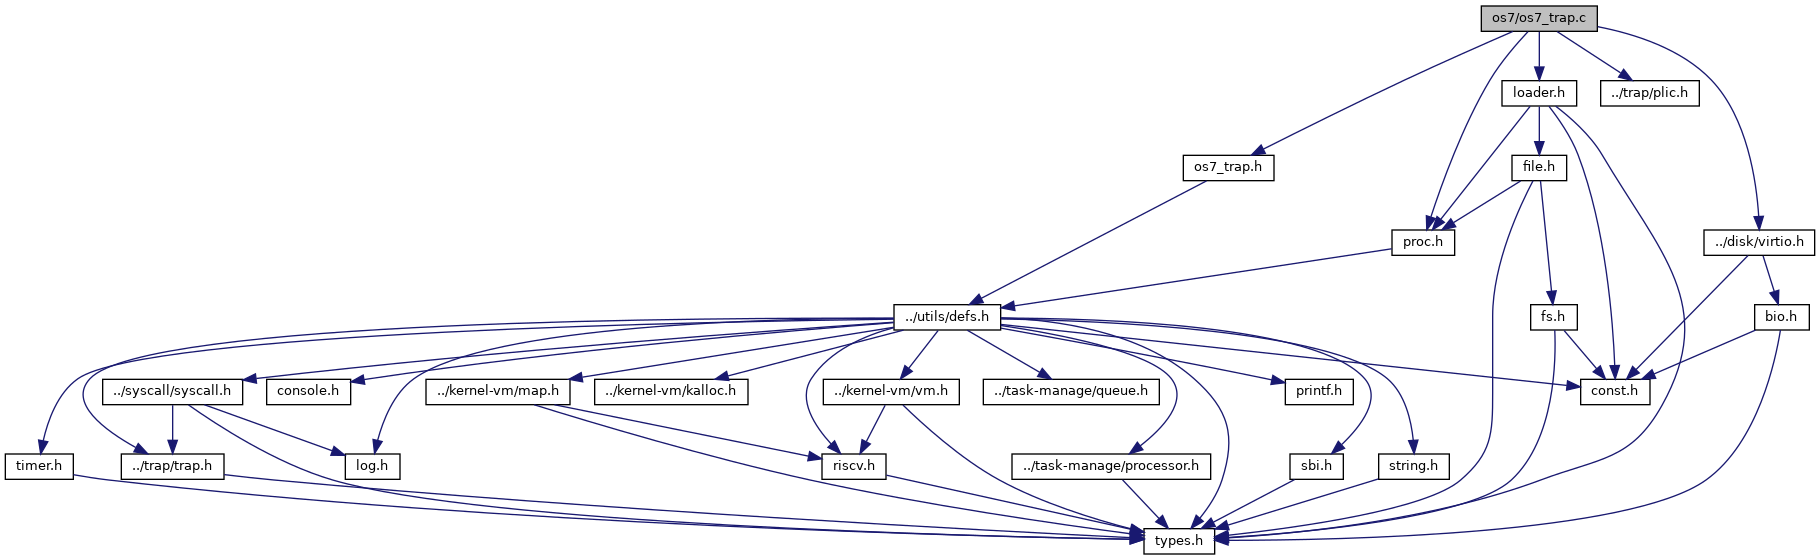 os7/os7_trap.c
loader.h
../trap/plic.h
os7_trap.h
file.h
proc.h
../disk/virtio.h
../utils/defs.h
fs.h
bio.h
../syscall/syscall.h
console.h
../kernel-vm/map.h
../kernel-vm/kalloc.h
../kernel-vm/vm.h
../task-manage/queue.h
printf.h
const.h
timer.h
../trap/trap.h
log.h
riscv.h
../task-manage/processor.h
sbi.h
string.h
types.h